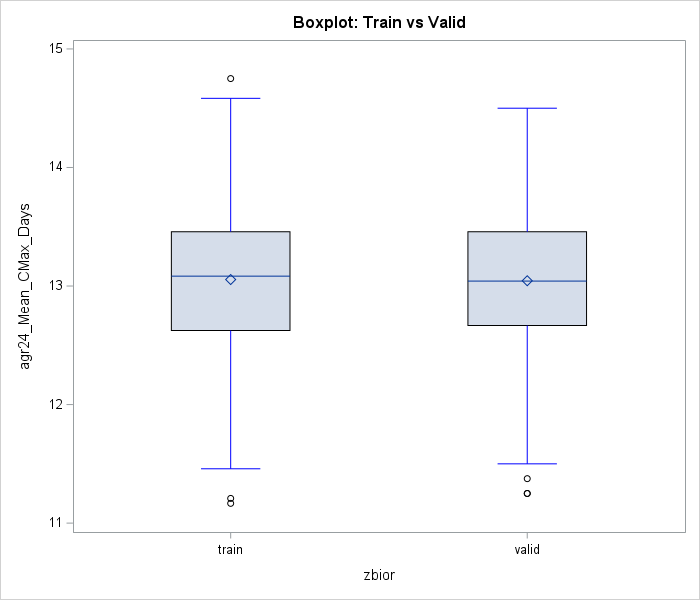 Boxplot: Train vs Valid
15
14
13
12
11
agr24_Mean_CMax_Days
train
valid
zbior